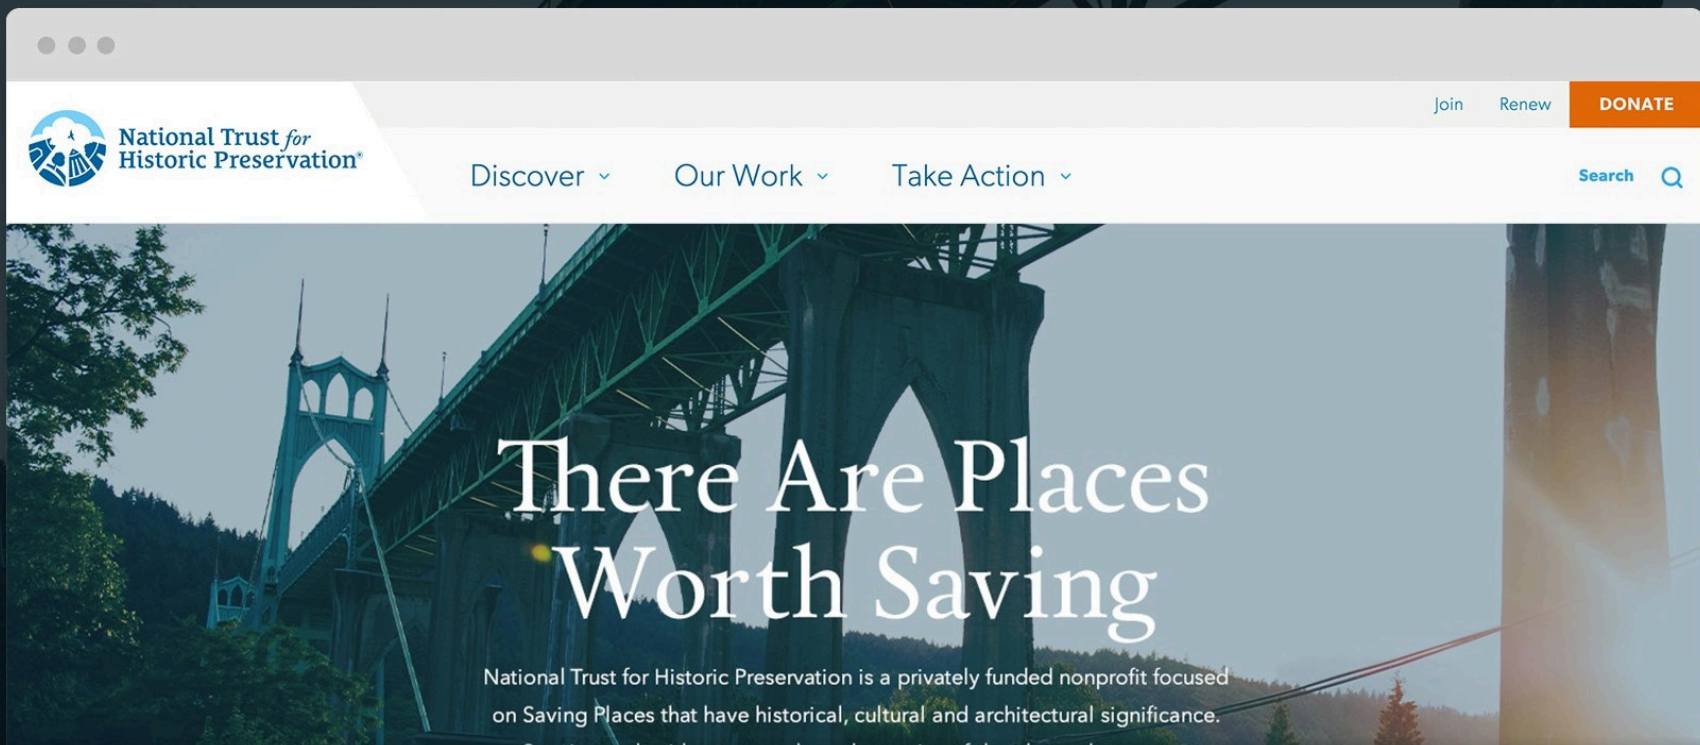 National Trust for
Historic Preservation®
Join
Renew
DONATE
Discover
Our Work
Take Action
Search
There Are Places
Worth Saving
National Trust for Historic Preservation is a privately funded nonprofit focused
on Saving Places that have historical, cultural and architectural significance.